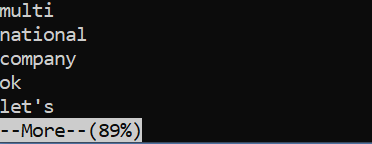 multi
national
company
ok
let's
--More--(89%)